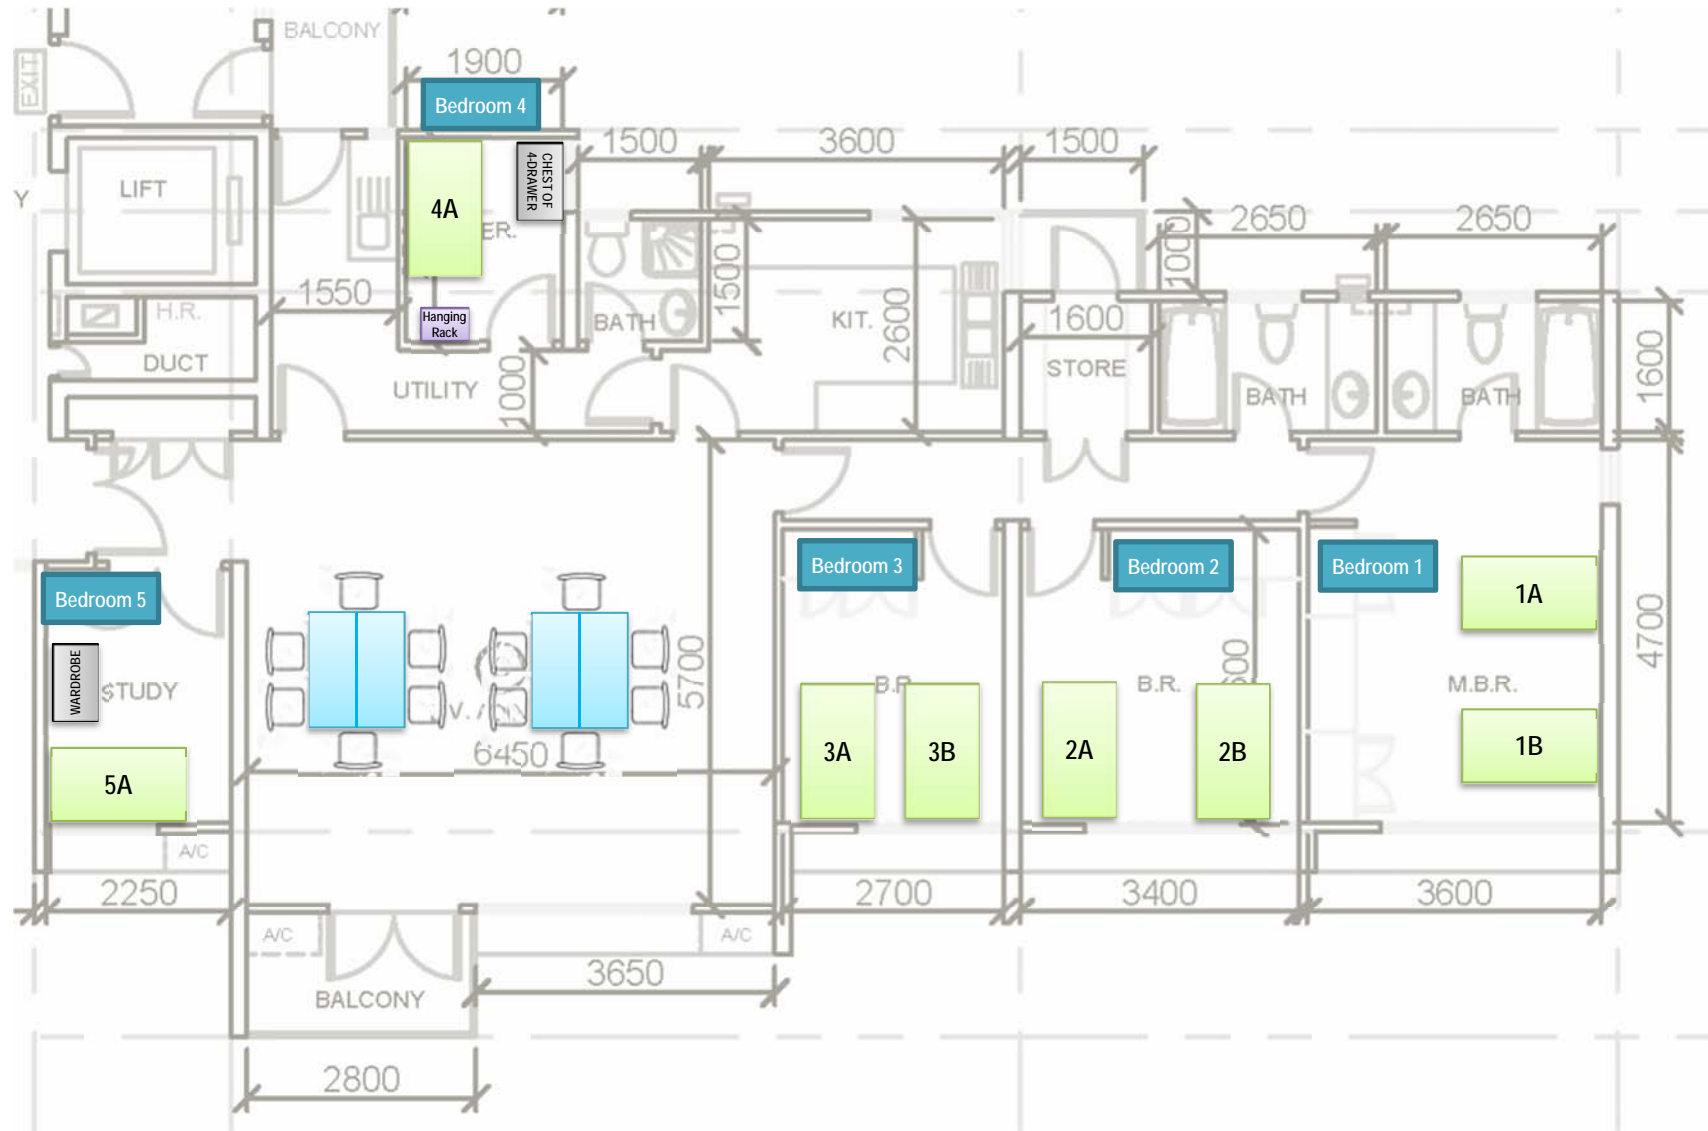 BALCONY
EXIT
1900
Bedroom 4
1500
3600
1500
LIFT
CHEST OF
4-DRAWER
Y
4A
ER.
2650
2650
1000
1500
H.R.
1550
Hanging
Rack
BATH
KIT.
2600
1600
DUCT
UTILITY
1000
STORE
BATH
BATH
1600
Bedroom 3
Bedroom 2
Bedroom 1
Bedroom 5
1A
4700
WARDROBE
STUDY
5700
B.R.
M.B.R.
V.
6450
3A
3B
2A
2B
1B
5A
A/C
2250
2700
3400
3600
A/C
A/C
3650
BALCONY
2800